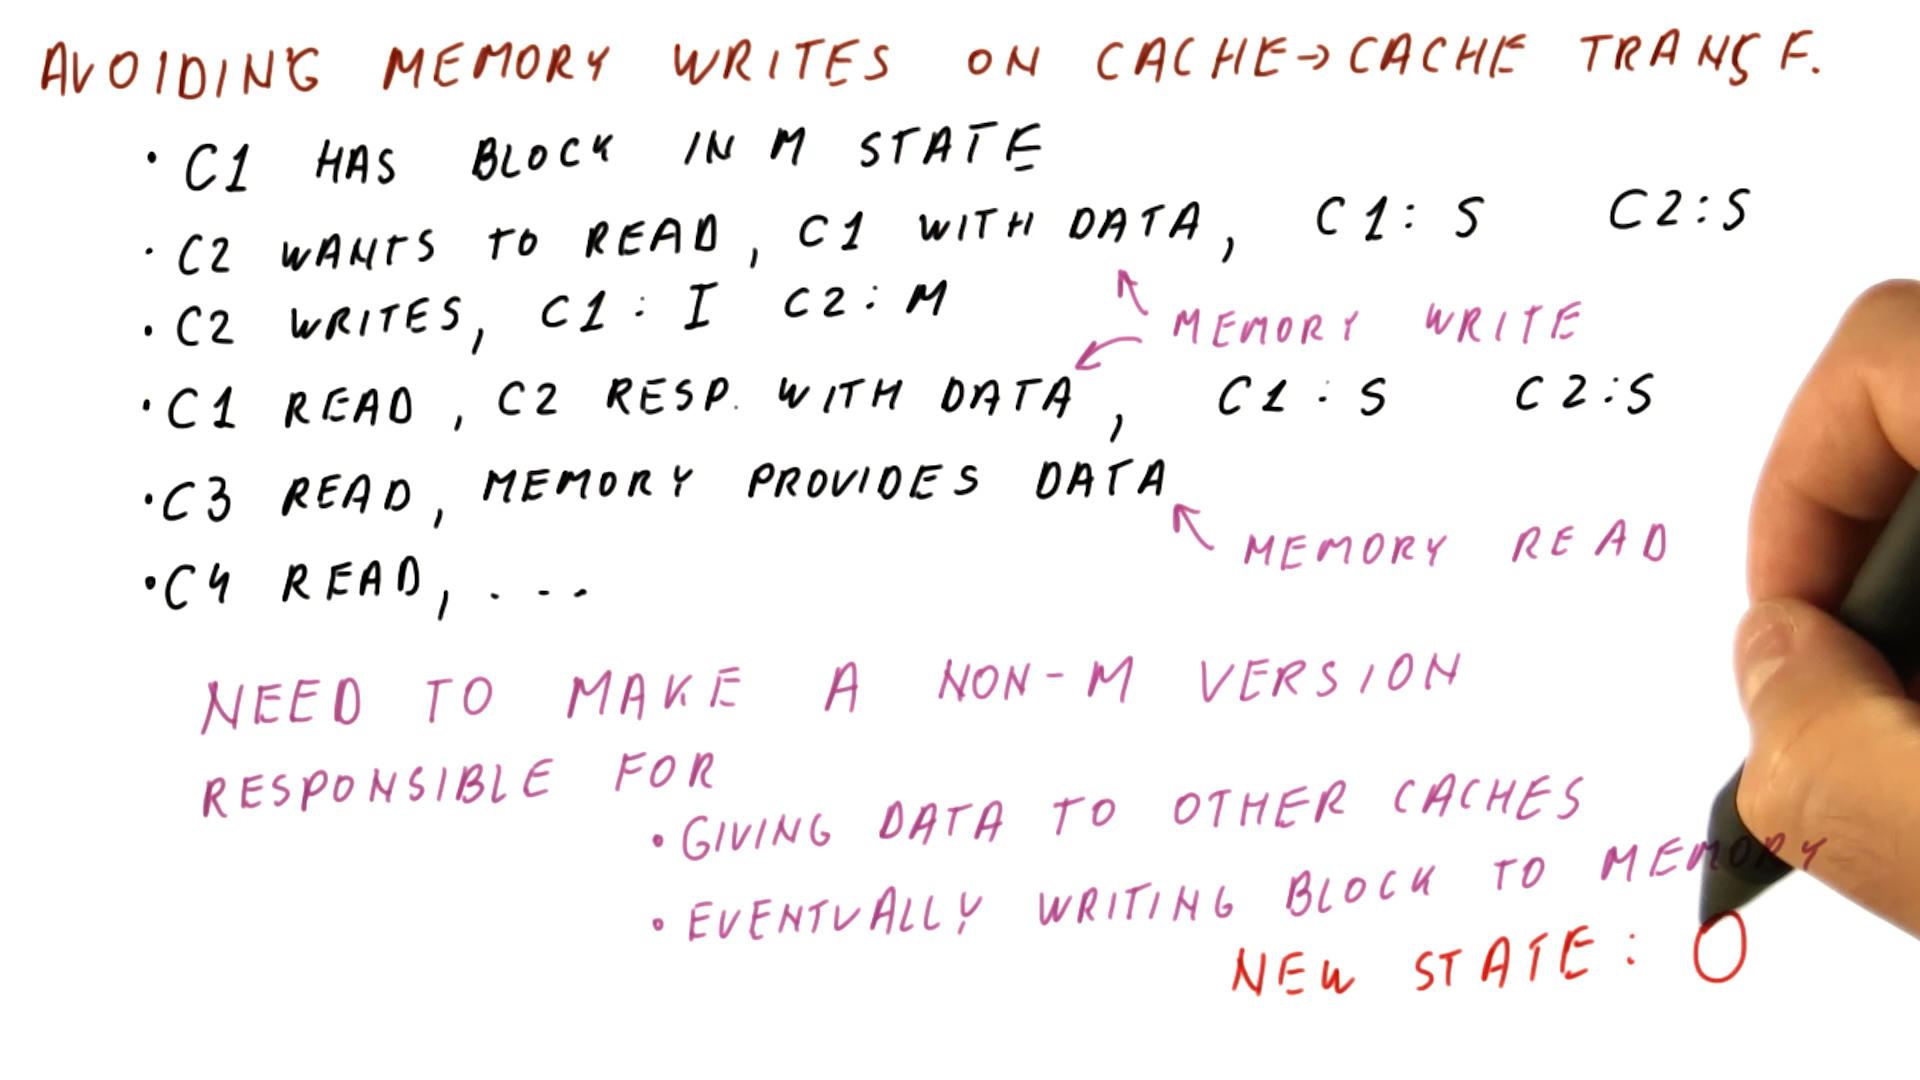 AVOIDING MEMORY WRITES ON CACHE→CACHE TRANSF.
• C1 HAS BLOCK IN M STATE
• C2 WANTS TO READ, C1 WITH DATA, C1: S C2:S
• C2 WRITES, C1: I C2: M
MEMORY WRITE
• C1 READ, C2 RESP. WITH DATA, C1: S C2:S
• C3 READ, MEMORY PROVIDES DATA
MEMORY READ
• C4 READ, ...
NEED TO MAKE A NON-M VERSION
RESPONSIBLE FOR
• GIVING DATA TO OTHER CACHES
• EVENTUALLY WRITING BLOCK TO MEMORY
NEW STATE: O